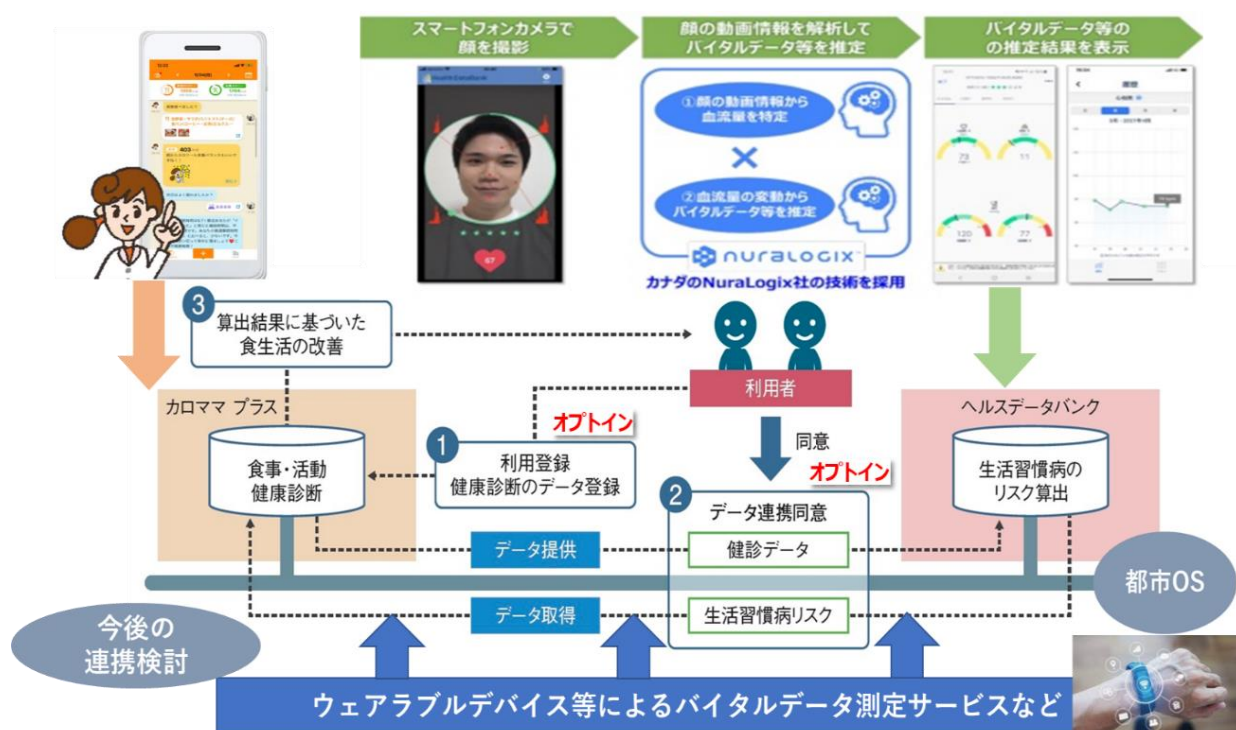 スマートフォンカメラで
顔を撮影
顔の動画情報を解析して
バイタルデータ等を推定
バイタルデータ等の
の推定結果を表示
①顔の動画情報から
血流量を特定
×
②血流量の変動から
バイタルデータ等を推定
nuraLogix™
カナダのNuraLogix社の技術を採用
403
67
73
11
120
77
3
算出結果に基づいた
食生活の改善
利用者
カロママ プラス
食事・活動
健康診断
オプトイン
1
利用登録
健康診断のデータ登録
同意
オプトイン
2
データ連携同意
ヘルスデータバンク
生活習慣病の
リスク算出
データ提供
健診データ
都市OS
データ取得
生活習慣病リスク
今後の
連携検討
ウェアラブルデバイス等によるバイタルデータ測定サービスなど